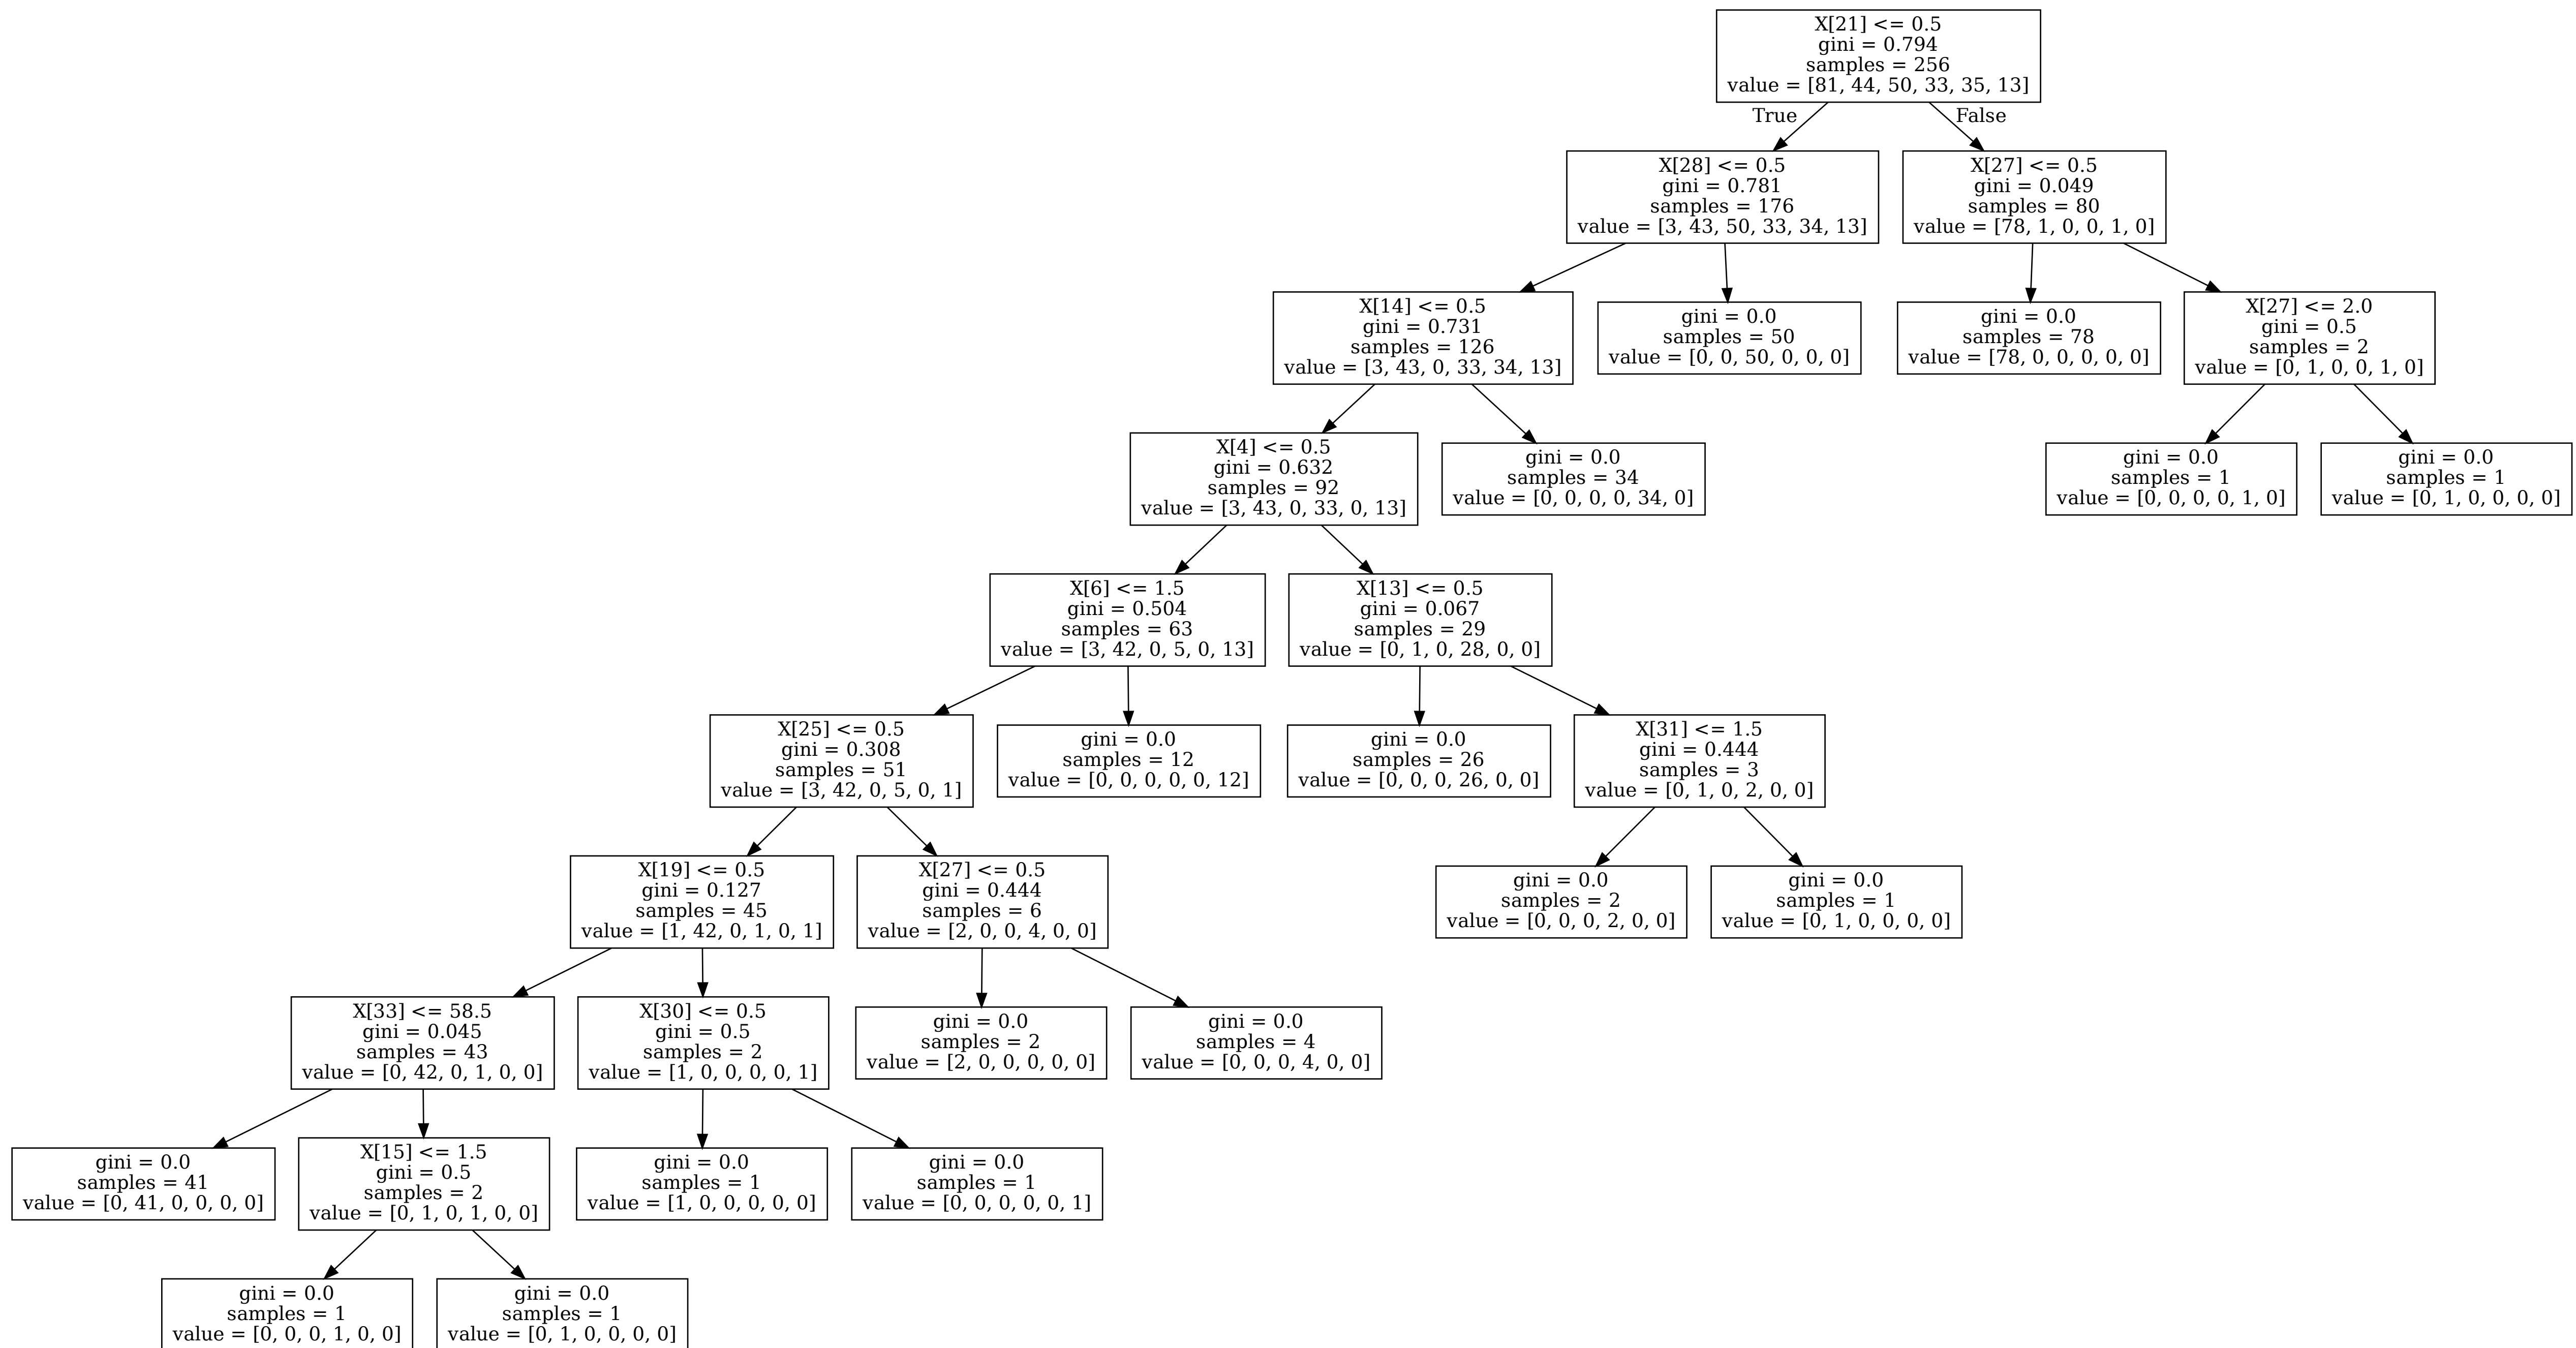 X[21] <= 0.5
gini = 0.794
samples = 256
value = [81, 44, 50, 33, 35, 13]
True
False
X[28] <= 0.5
gini = 0.781
samples = 176
value = [3, 43, 50, 33, 34, 13]
X[27] <= 0.5
gini = 0.049
samples = 80
value = [78, 1, 0, 0, 1, 0]
X[14] <= 0.5
gini = 0.731
samples = 126
value = [3, 43, 0, 33, 34, 13]
gini = 0.0
samples = 50
value = [0, 0, 50, 0, 0, 0]
gini = 0.0
samples = 78
value = [78, 0, 0, 0, 0, 0]
X[27] <= 2.0
gini = 0.5
samples = 2
value = [0, 1, 0, 0, 1, 0]
X[4] <= 0.5
gini = 0.632
samples = 92
value = [3, 43, 0, 33, 0, 13]
gini = 0.0
samples = 34
value = [0, 0, 0, 0, 34, 0]
gini = 0.0
samples = 1
value = [0, 0, 0, 0, 1, 0]
gini = 0.0
samples = 1
value = [0, 1, 0, 0, 0, 0]
X[6] <= 1.5
gini = 0.504
samples = 63
value = [3, 42, 0, 5, 0, 13]
X[13] <= 0.5
gini = 0.067
samples = 29
value = [0, 1, 0, 28, 0, 0]
X[25] <= 0.5
gini = 0.308
samples = 51
value = [3, 42, 0, 5, 0, 1]
gini = 0.0
samples = 12
value = [0, 0, 0, 0, 0, 12]
gini = 0.0
samples = 26
value = [0, 0, 0, 26, 0, 0]
X[31] <= 1.5
gini = 0.444
samples = 3
value = [0, 1, 0, 2, 0, 0]
X[19] <= 0.5
gini = 0.127
samples = 45
value = [1, 42, 0, 1, 0, 1]
X[27] <= 0.5
gini = 0.444
samples = 6
value = [2, 0, 0, 4, 0, 0]
gini = 0.0
samples = 2
value = [0, 0, 0, 2, 0, 0]
gini = 0.0
samples = 1
value = [0, 1, 0, 0, 0, 0]
X[33] <= 58.5
gini = 0.045
samples = 43
value = [0, 42, 0, 1, 0, 0]
X[30] <= 0.5
gini = 0.5
samples = 2
value = [1, 0, 0, 0, 0, 1]
gini = 0.0
samples = 2
value = [2, 0, 0, 0, 0, 0]
gini = 0.0
samples = 4
value = [0, 0, 0, 4, 0, 0]
gini = 0.0
samples = 41
value = [0, 41, 0, 0, 0, 0]
X[15] <= 1.5
gini = 0.5
samples = 2
value = [0, 1, 0, 1, 0, 0]
gini = 0.0
samples = 1
value = [1, 0, 0, 0, 0, 0]
gini = 0.0
samples = 1
value = [0, 0, 0, 0, 0, 1]
gini = 0.0
samples = 1
value = [0, 0, 0, 1, 0, 0]
gini = 0.0
samples = 1
value = [0, 1, 0, 0, 0, 0]